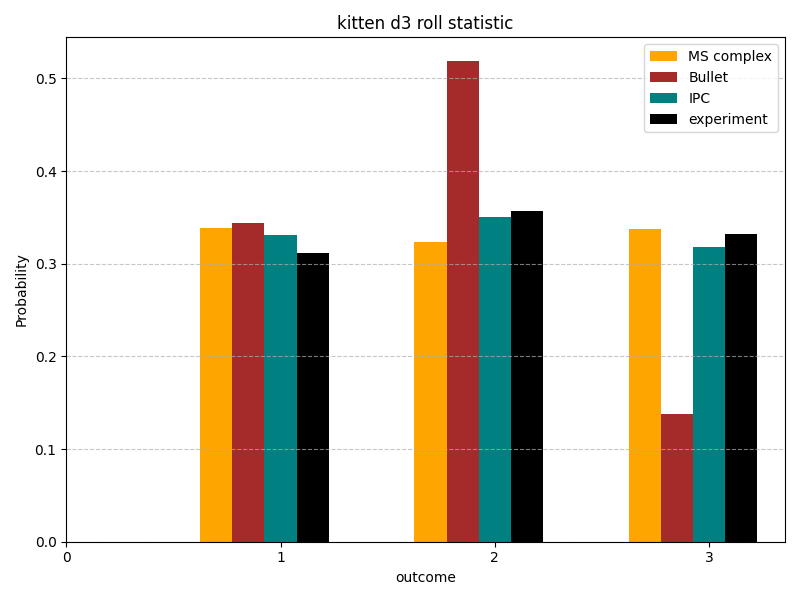 kitten d3 roll statistic
MS complex
Bullet
IPC
experiment
Probability
0.5
0.4
0.3
0.2
0.1
0.0
0
1
2
3
outcome